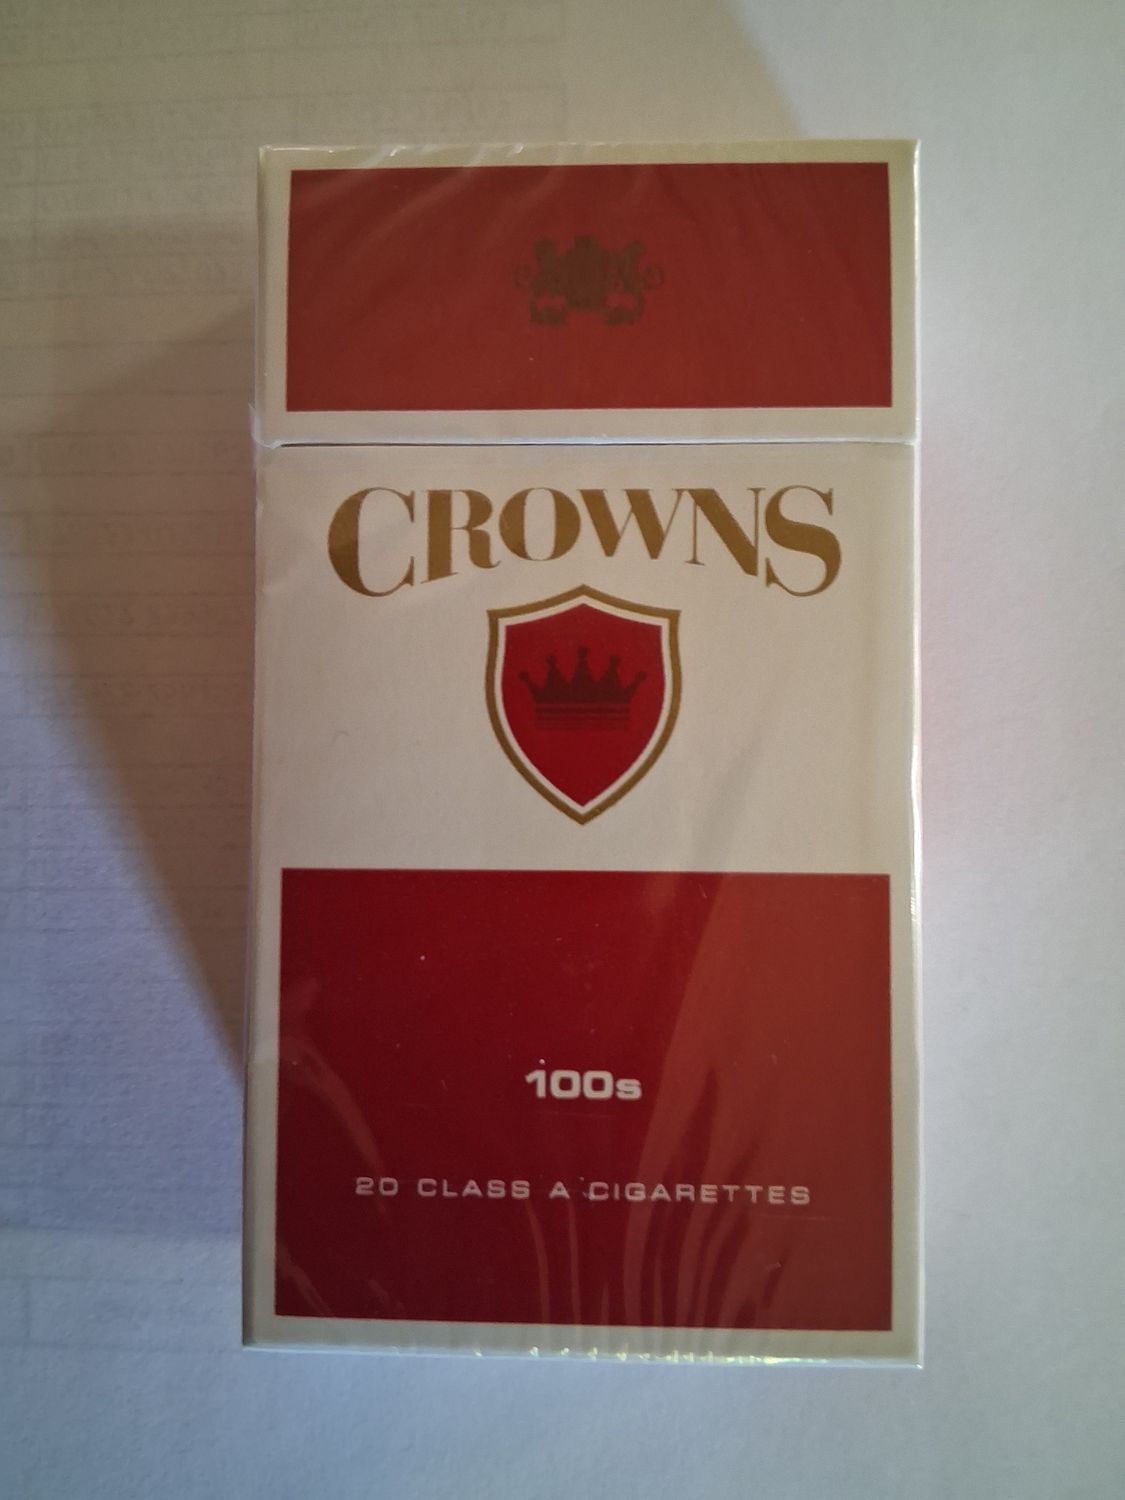 CROWNS
100s
20 CLASS A CIGARETTES